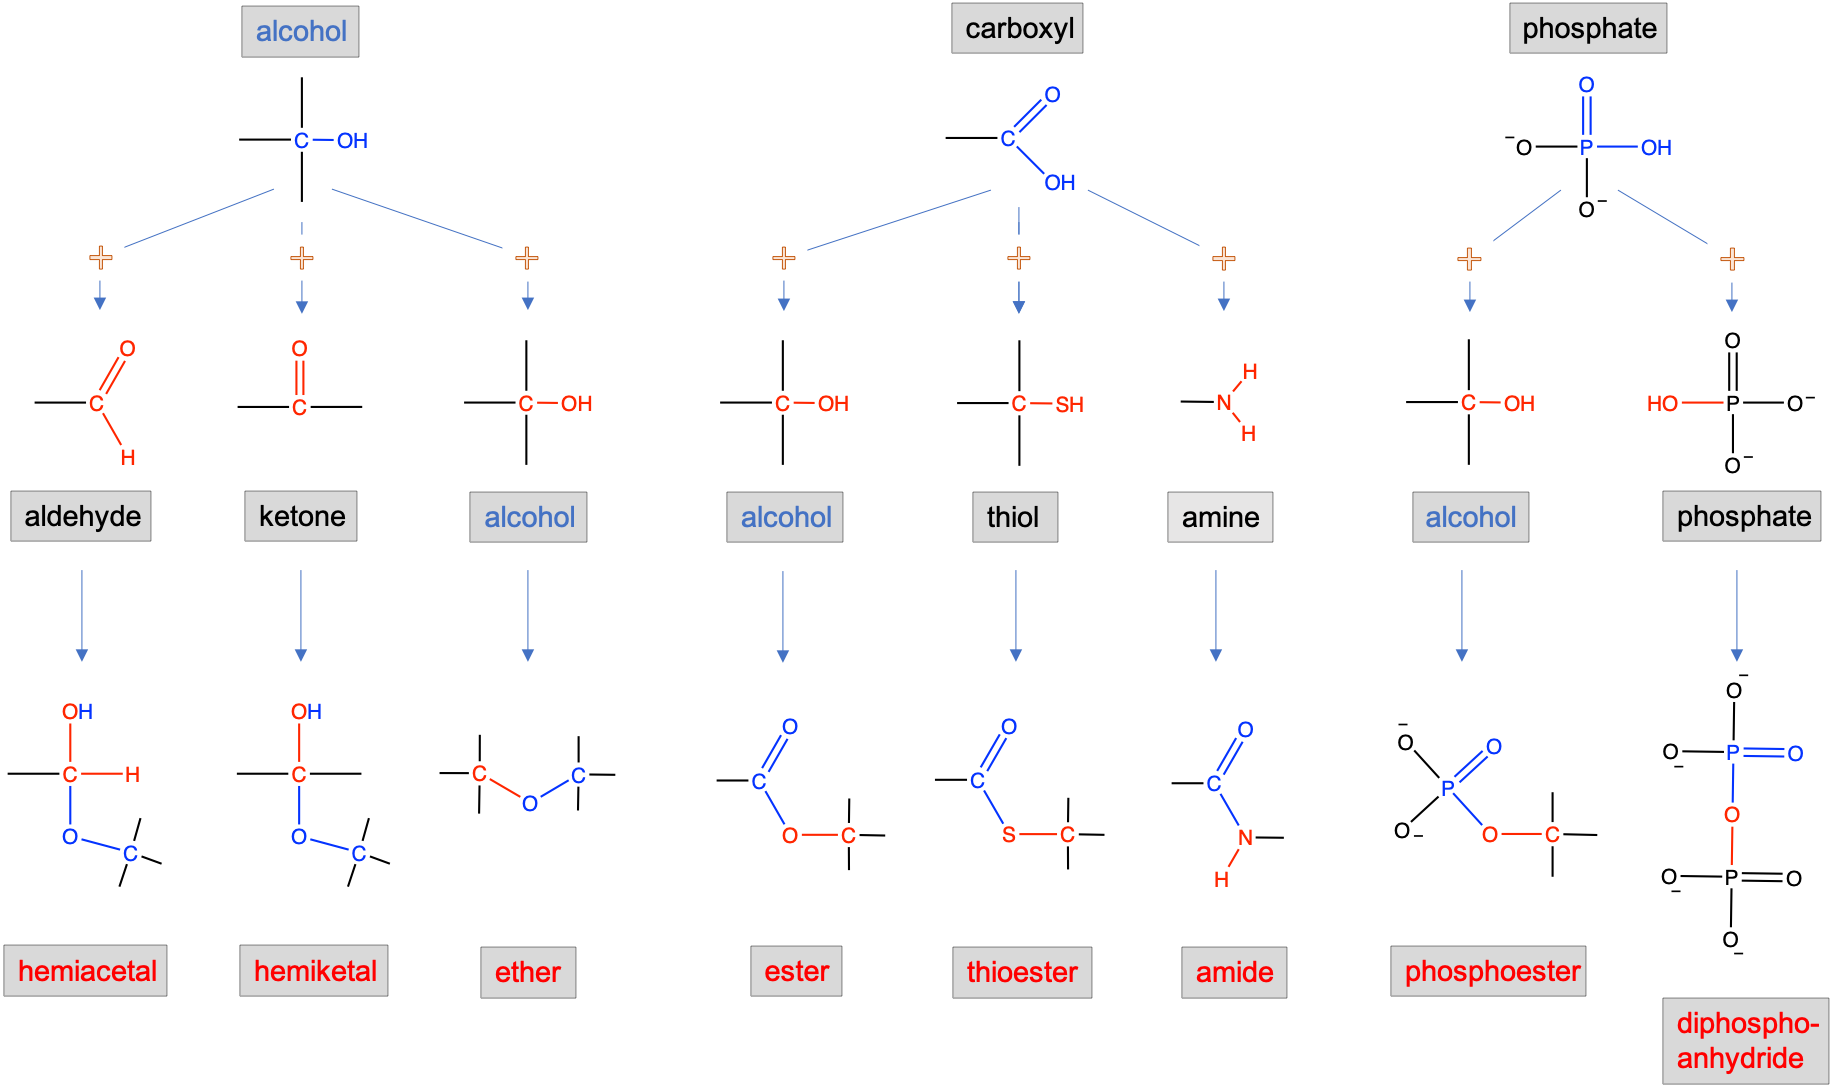 alcohol carboxyl phosphate
O O
C OH C ⁻O P OH
OH O⁻
O O O
C C C OH C OH C SH N H H C OH HO P O⁻
H O⁻
aldehyde ketone alcohol alcohol thiol amine alcohol phosphate
O⁻
OH OH O O O ⁻O O
C H C C C C C C P O⁻ P O
O C O C O O C S C N H O⁻ O C O
O⁻ P O
O⁻
hemiacetal hemiketal ether ester thioester amide phosphoester
diphospho-
anhydride